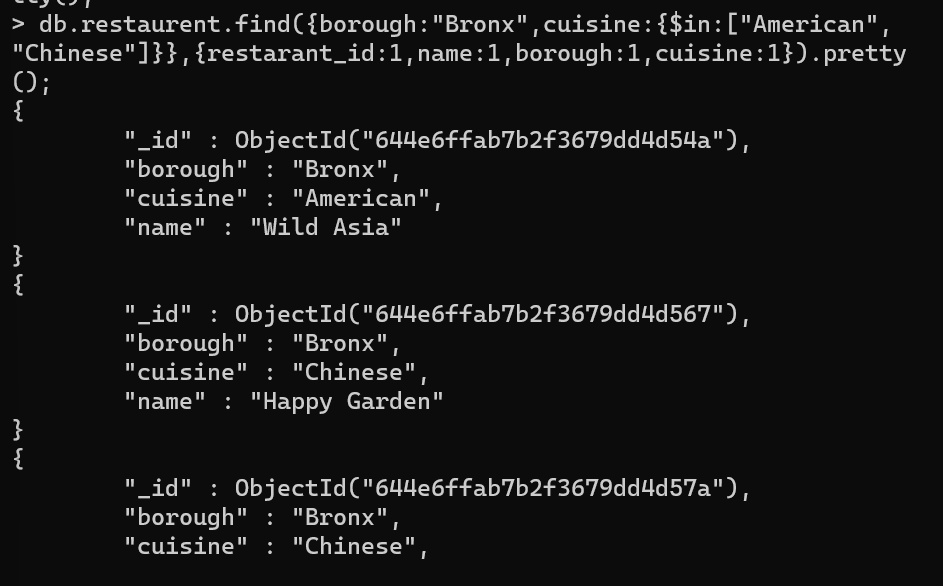 > db.restaurent.find({borough:"Bronx",cuisine:{$in:["American",
"Chinese"]}},{restarant_id:1,name:1,borough:1,cuisine:1}).pretty
();
{
        "_id" : ObjectId("644e6ffab7b2f3679dd4d54a"),
        "borough" : "Bronx",
        "cuisine" : "American",
        "name" : "Wild Asia"
}
{
        "_id" : ObjectId("644e6ffab7b2f3679dd4d567"),
        "borough" : "Bronx",
        "cuisine" : "Chinese",
        "name" : "Happy Garden"
}
{
        "_id" : ObjectId("644e6ffab7b2f3679dd4d57a"),
        "borough" : "Bronx",
        "cuisine" : "Chinese",